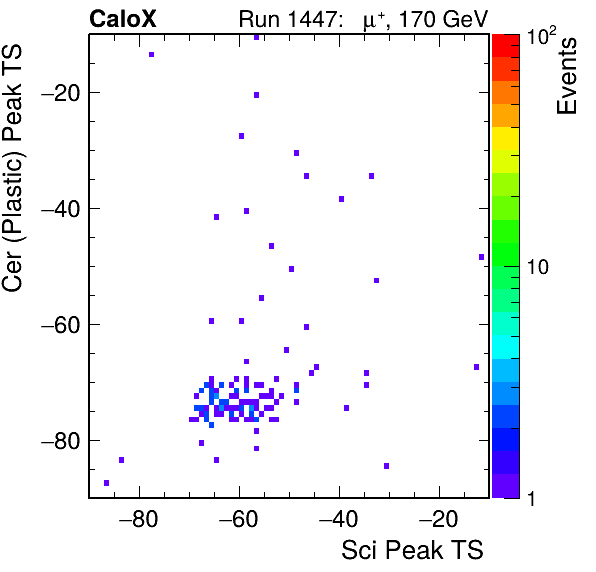 CaloX Run 1447: μ⁺, 170 GeV
Cer (Plastic) Peak TS
−20
−40
−60
−80
−80 −60 −40 −20
Sci Peak TS
10²
10
1
Events